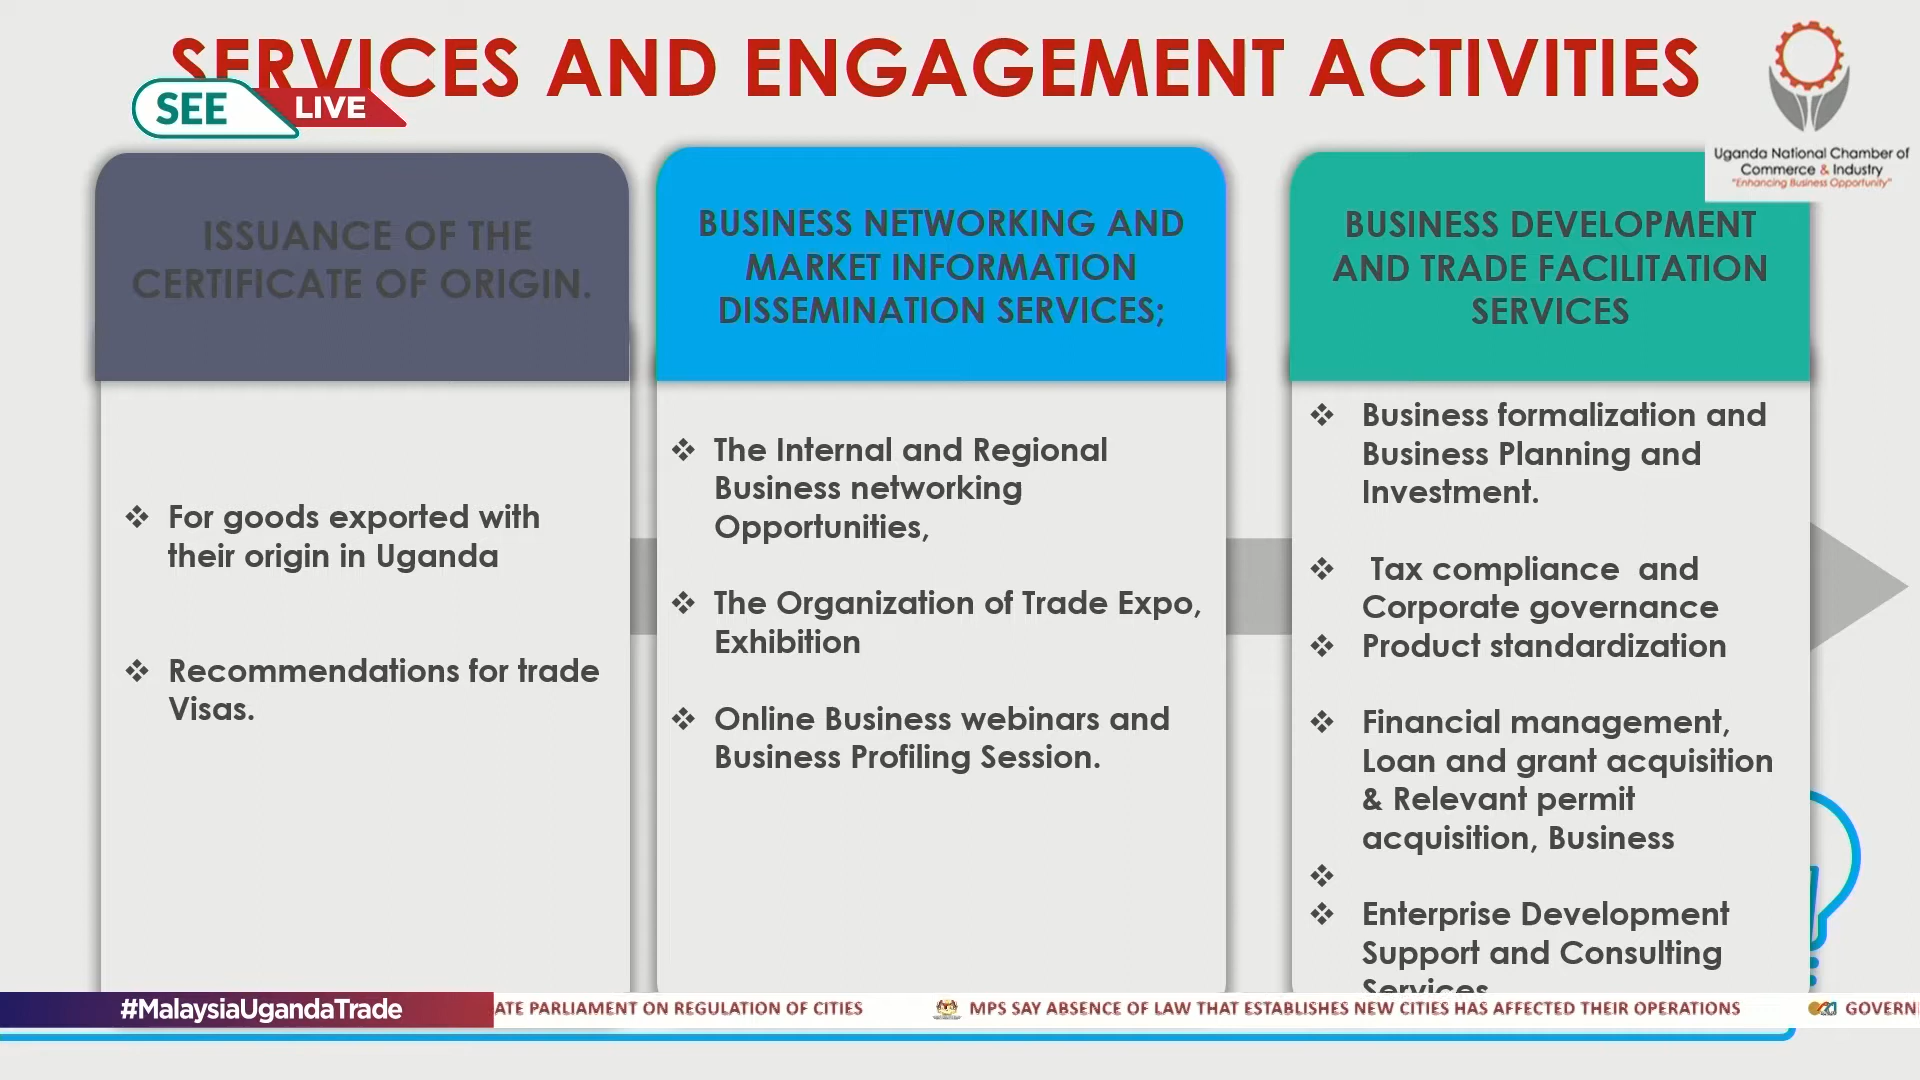 SERVICES AND ENGAGEMENT ACTIVITIES
SEE LIVE
Uganda National Chamber of
Commerce & Industry
"Enhancing Business Opportunity"
ISSUANCE OF THE
CERTIFICATE OF ORIGIN.
❖ For goods exported with
their origin in Uganda
❖ Recommendations for trade
Visas.
BUSINESS NETWORKING AND
MARKET INFORMATION
DISSEMINATION SERVICES;
❖ The Internal and Regional
Business networking
Opportunities,
❖ The Organization of Trade Expo,
Exhibition
❖ Online Business webinars and
Business Profiling Session.
BUSINESS DEVELOPMENT
AND TRADE FACILITATION
SERVICES
❖ Business formalization and
Business Planning and
Investment.
❖ Tax compliance and
Corporate governance
❖ Product standardization
❖ Financial management,
Loan and grant acquisition
& Relevant permit
acquisition, Business
❖
❖ Enterprise Development
Support and Consulting
Services
#MalaysiaUgandaTrade
ATE PARLIAMENT ON REGULATION OF CITIES MPS SAY ABSENCE OF LAW THAT ESTABLISHES NEW CITIES HAS AFFECTED THEIR OPERATIONS GOVERN